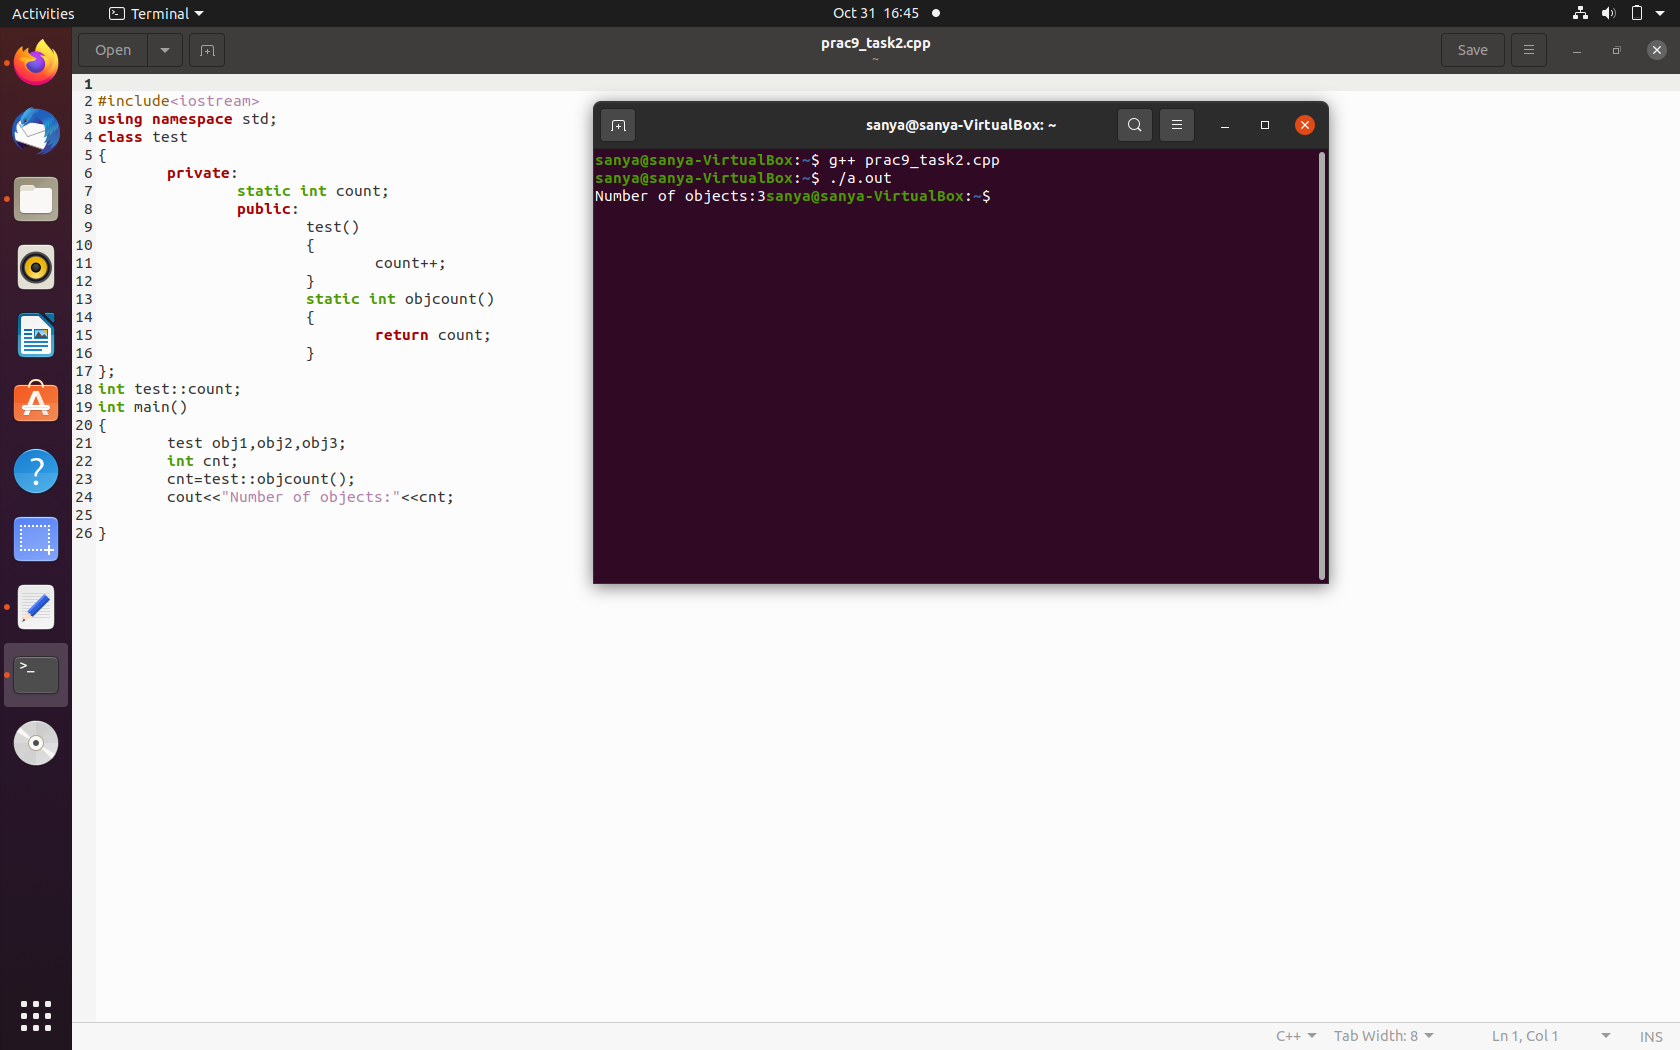 Activities Terminal Oct 31 16:45
Open prac9_task2.cpp Save
~
1
2 #include<iostream>
3 using namespace std;
4 class test
5 {
6 private:
7 static int count;
8 public:
9 test()
10 {
11 count++;
12 }
13 static int objcount()
14 {
15 return count;
16 }
17 };
18 int test::count;
19 int main()
20 {
21 test obj1,obj2,obj3;
22 int cnt;
23 cnt=test::objcount();
24 cout<<"Number of objects:"<<cnt;
25
26 }
sanya@sanya-VirtualBox: ~
sanya@sanya-VirtualBox:~$ g++ prac9_task2.cpp
sanya@sanya-VirtualBox:~$ ./a.out
Number of objects:3sanya@sanya-VirtualBox:~$
C++ Tab Width: 8 Ln 1, Col 1 INS